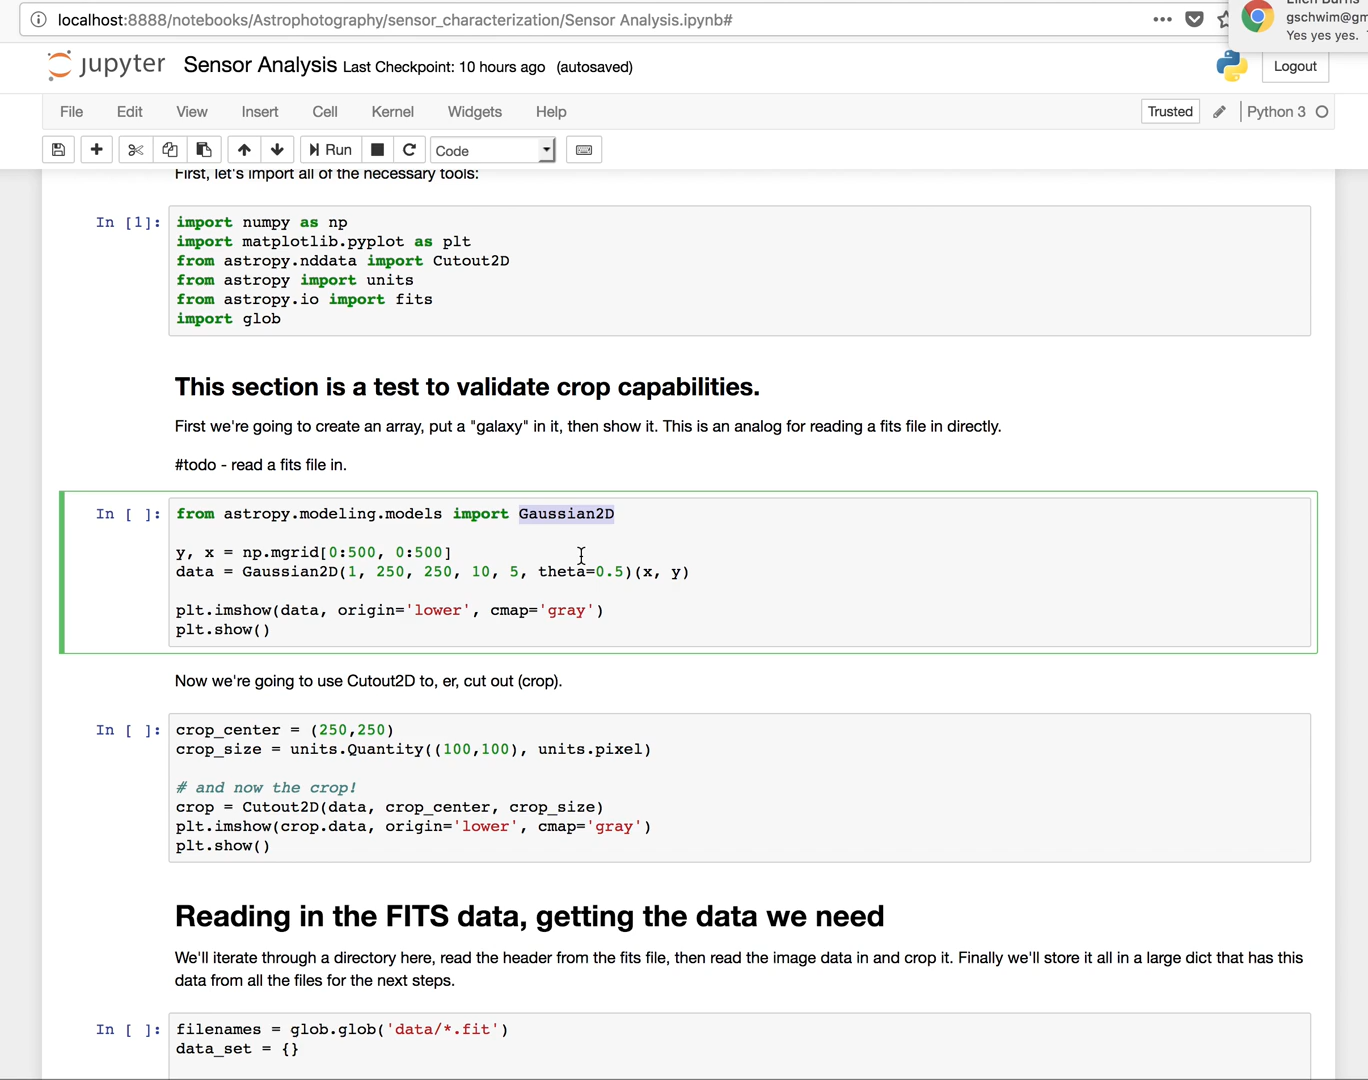 localhost:8888/notebooks/Astrophotography/sensor_characterization/Sensor Analysis.ipynb#
gschwim@gm
Yes yes yes.
jupyter Sensor Analysis Last Checkpoint: 10 hours ago (autosaved)
Logout
File Edit View Insert Cell Kernel Widgets Help
Trusted Python 3
Run Code
First, let's import all of the necessary tools:
In [1]: import numpy as np
import matplotlib.pyplot as plt
from astropy.nddata import Cutout2D
from astropy import units
from astropy.io import fits
import glob
This section is a test to validate crop capabilities.
First we're going to create an array, put a "galaxy" in it, then show it. This is an analog for reading a fits file in directly.
#todo - read a fits file in.
In [ ]: from astropy.modeling.models import Gaussian2D
y, x = np.mgrid[0:500, 0:500]
data = Gaussian2D(1, 250, 250, 10, 5, theta=0.5)(x, y)
plt.imshow(data, origin='lower', cmap='gray')
plt.show()
Now we're going to use Cutout2D to, er, cut out (crop).
In [ ]: crop_center = (250,250)
crop_size = units.Quantity((100,100), units.pixel)
# and now the crop!
crop = Cutout2D(data, crop_center, crop_size)
plt.imshow(crop.data, origin='lower', cmap='gray')
plt.show()
Reading in the FITS data, getting the data we need
We'll iterate through a directory here, read the header from the fits file, then read the image data in and crop it. Finally we'll store it all in a large dict that has this
data from all the files for the next steps.
In [ ]: filenames = glob.glob('data/*.fit')
data_set = {}